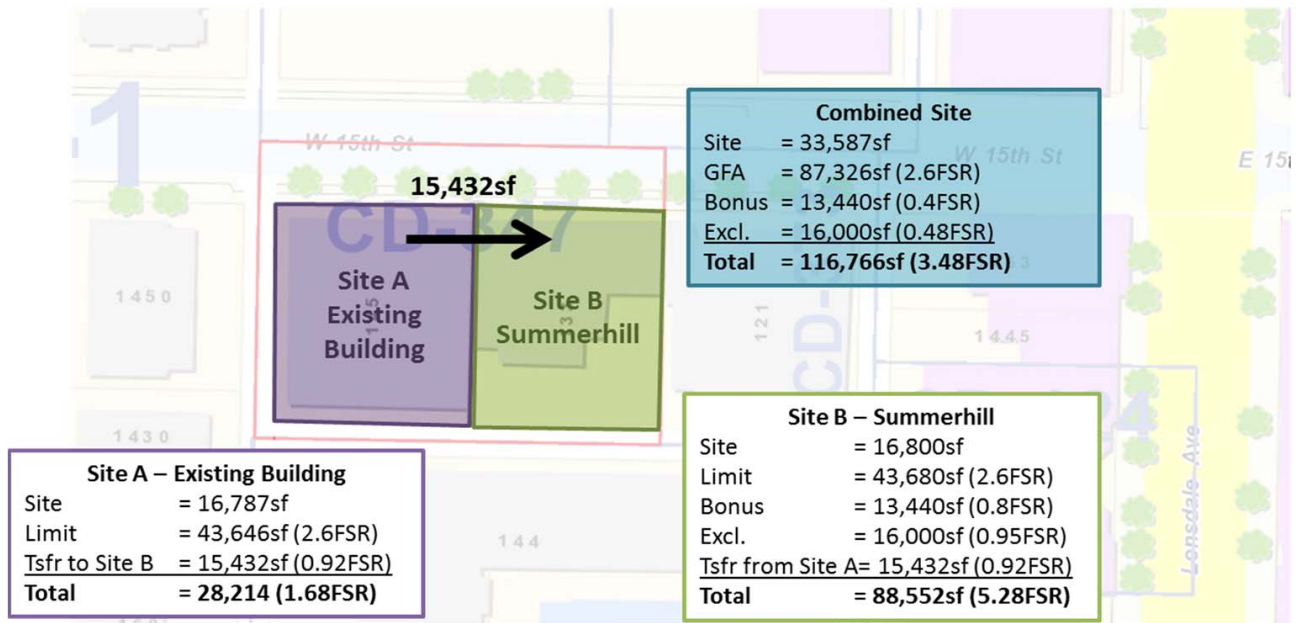 -1
W 15th St
W 15th St
E 15
15,432sf
CD-347
Site A
Existing
Building
Site B
Summerhill
Combined Site
Site = 33,587sf
GFA = 87,326sf (2.6FSR)
Bonus = 13,440sf (0.4FSR)
Excl. = 16,000sf (0.48FSR)
Total = 116,766sf (3.48FSR)
1450
121
CD-
1445
1430
Lonsdale Ave
144
Site A – Existing Building
Site = 16,787sf
Limit = 43,646sf (2.6FSR)
Tsfr to Site B = 15,432sf (0.92FSR)
Total = 28,214 (1.68FSR)
Site B – Summerhill
Site = 16,800sf
Limit = 43,680sf (2.6FSR)
Bonus = 13,440sf (0.8FSR)
Excl. = 16,000sf (0.95FSR)
Tsfr from Site A= 15,432sf (0.92FSR)
Total = 88,552sf (5.28FSR)